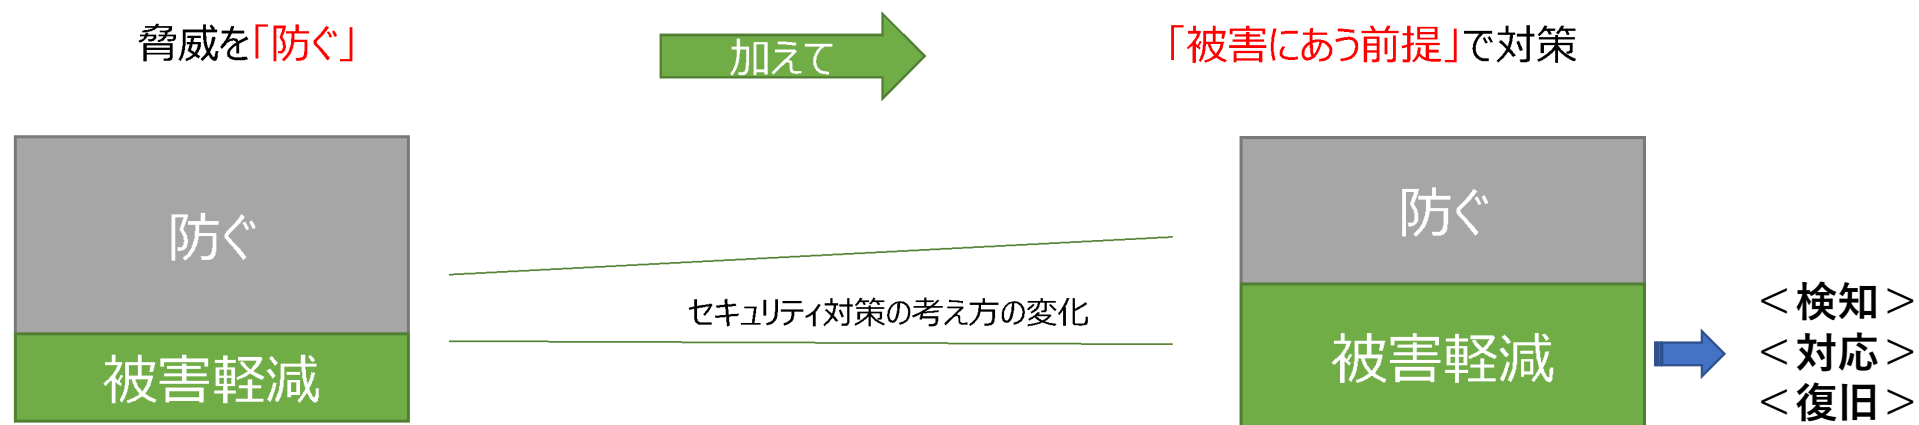 脅威を「防ぐ」
加えて
「被害にあう前提」で対策
防ぐ
被害軽減
セキュリティ対策の考え方の変化
防ぐ
被害軽減
＜検知＞
＜対応＞
＜復旧＞